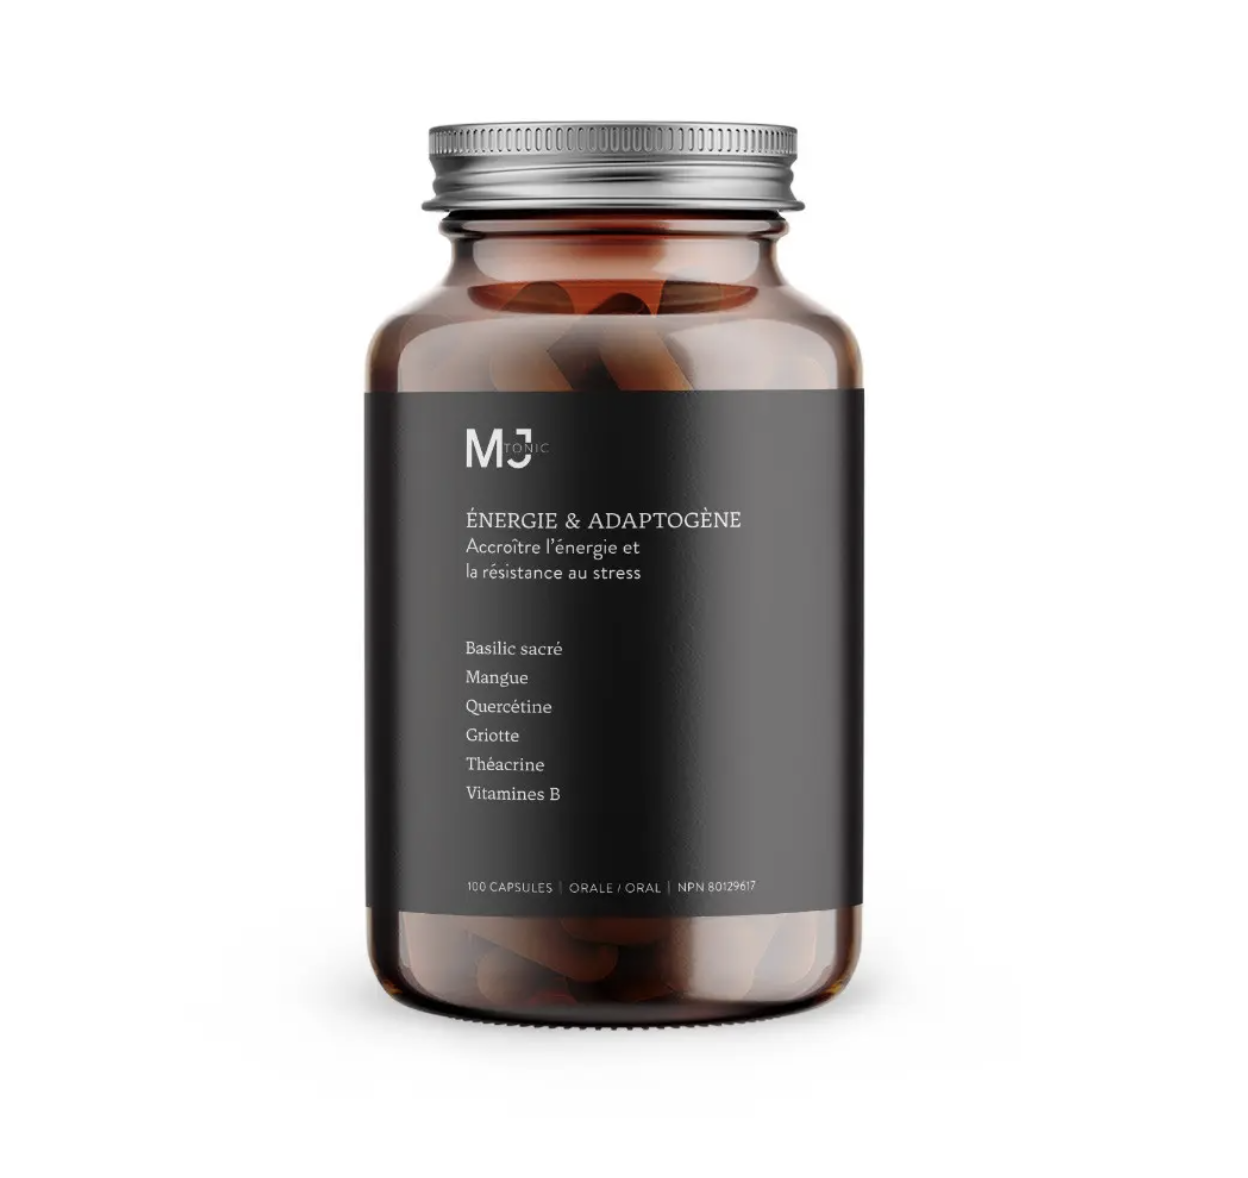 MJ
TONIC
ÉNERGIE & ADAPTOGÈNE
Accroître l'énergie et
la résistance au stress
Basilic sacré
Mangue
Quercétine
Griotte
Théacrine
Vitamines B
100 CAPSULES | ORALE / ORAL | NPN 80129617